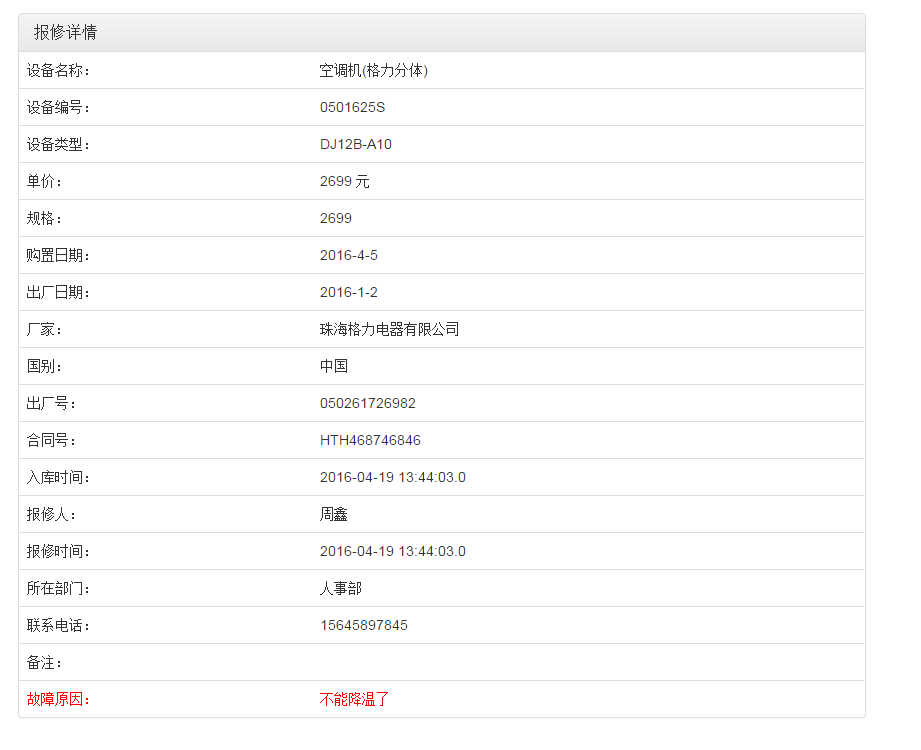 报修详情
设备名称： 空调机(格力分体)
设备编号： 0501625S
设备类型： DJ12B-A10
单价： 2699 元
规格： 2699
购置日期： 2016-4-5
出厂日期： 2016-1-2
厂家： 珠海格力电器有限公司
国别： 中国
出厂号： 050261726982
合同号： HTH468746846
入库时间： 2016-04-19 13:44:03.0
报修人： 周鑫
报修时间： 2016-04-19 13:44:03.0
所在部门： 人事部
联系电话： 15645897845
备注：
故障原因： 不能降温了